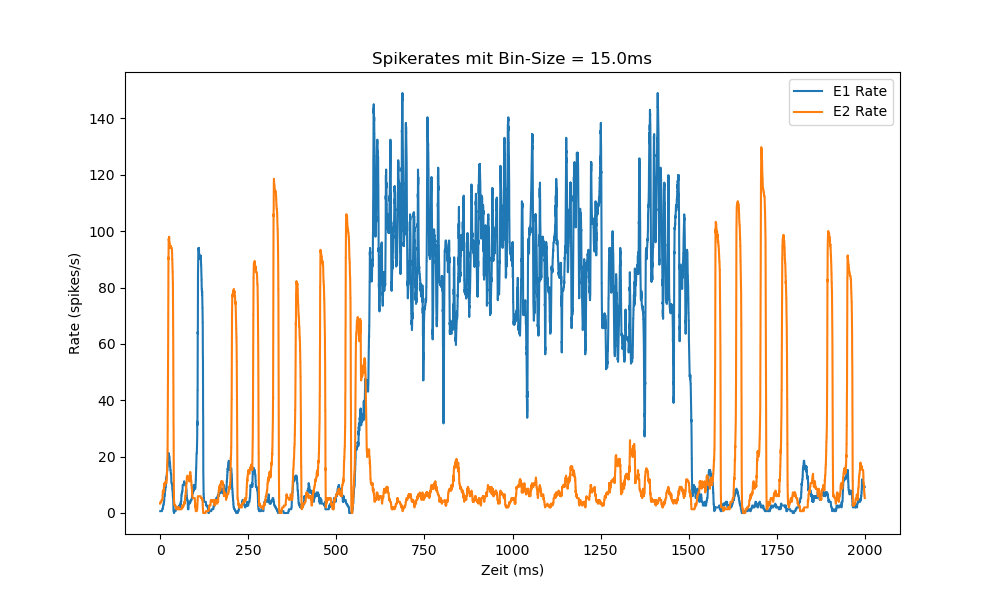 Spikerates mit Bin-Size = 15.0ms
E1 Rate
E2 Rate
Rate (spikes/s)
140
120
100
80
60
40
20
0
0 250 500 750 1000 1250 1500 1750 2000
Zeit (ms)